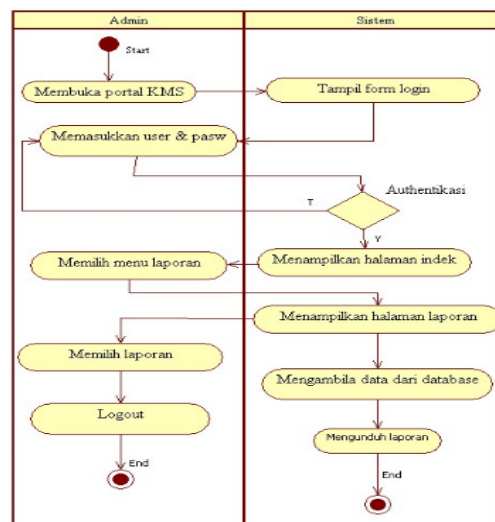 Admin
Sistem
Start
Membuka portal KMS
Tampil form login
Memasukkan user & pasw
Authentikasi
T
Y
Menampilkan halaman indek
Memilih menu laporan
Menampilkan halaman laporan
Memilih laporan
Mengambila data dari database
Logout
Mengunduh laporan
End
End